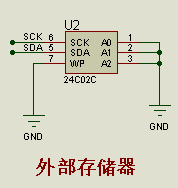 U2
SCK 6 SCK A0 1
SDA 5 SDA A1 2
7 WP A2 3
24C02C
GND GND
外部存储器